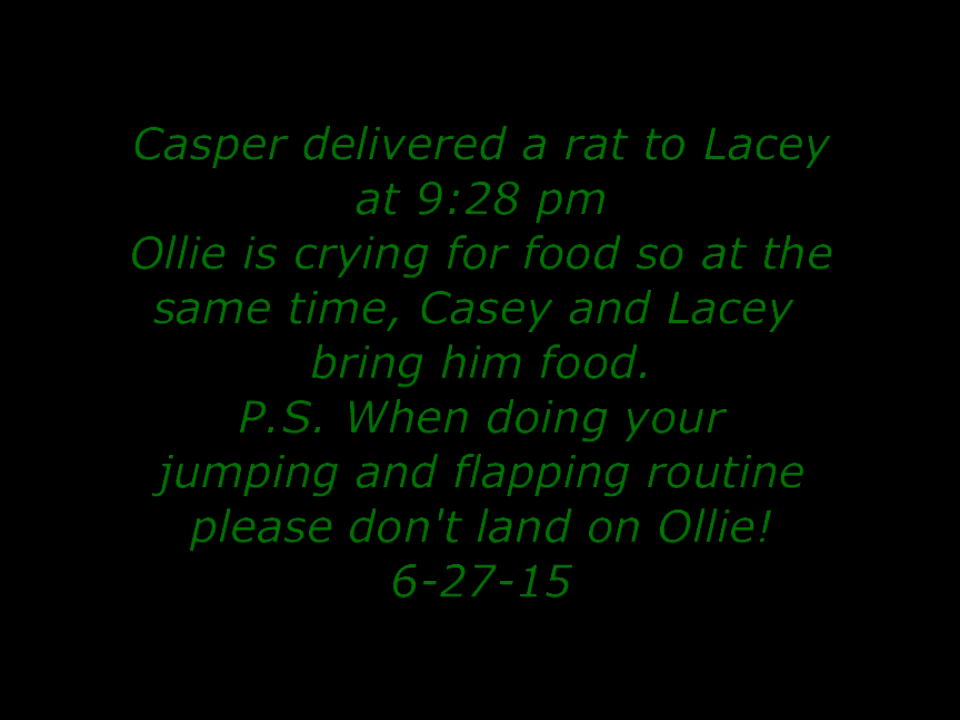 Casper delivered a rat to Lacey
at 9:28 pm
Ollie is crying for food so at the
same time, Casey and Lacey
bring him food.
P.S. When doing your
jumping and flapping routine
please don't land on Ollie!
6-27-15